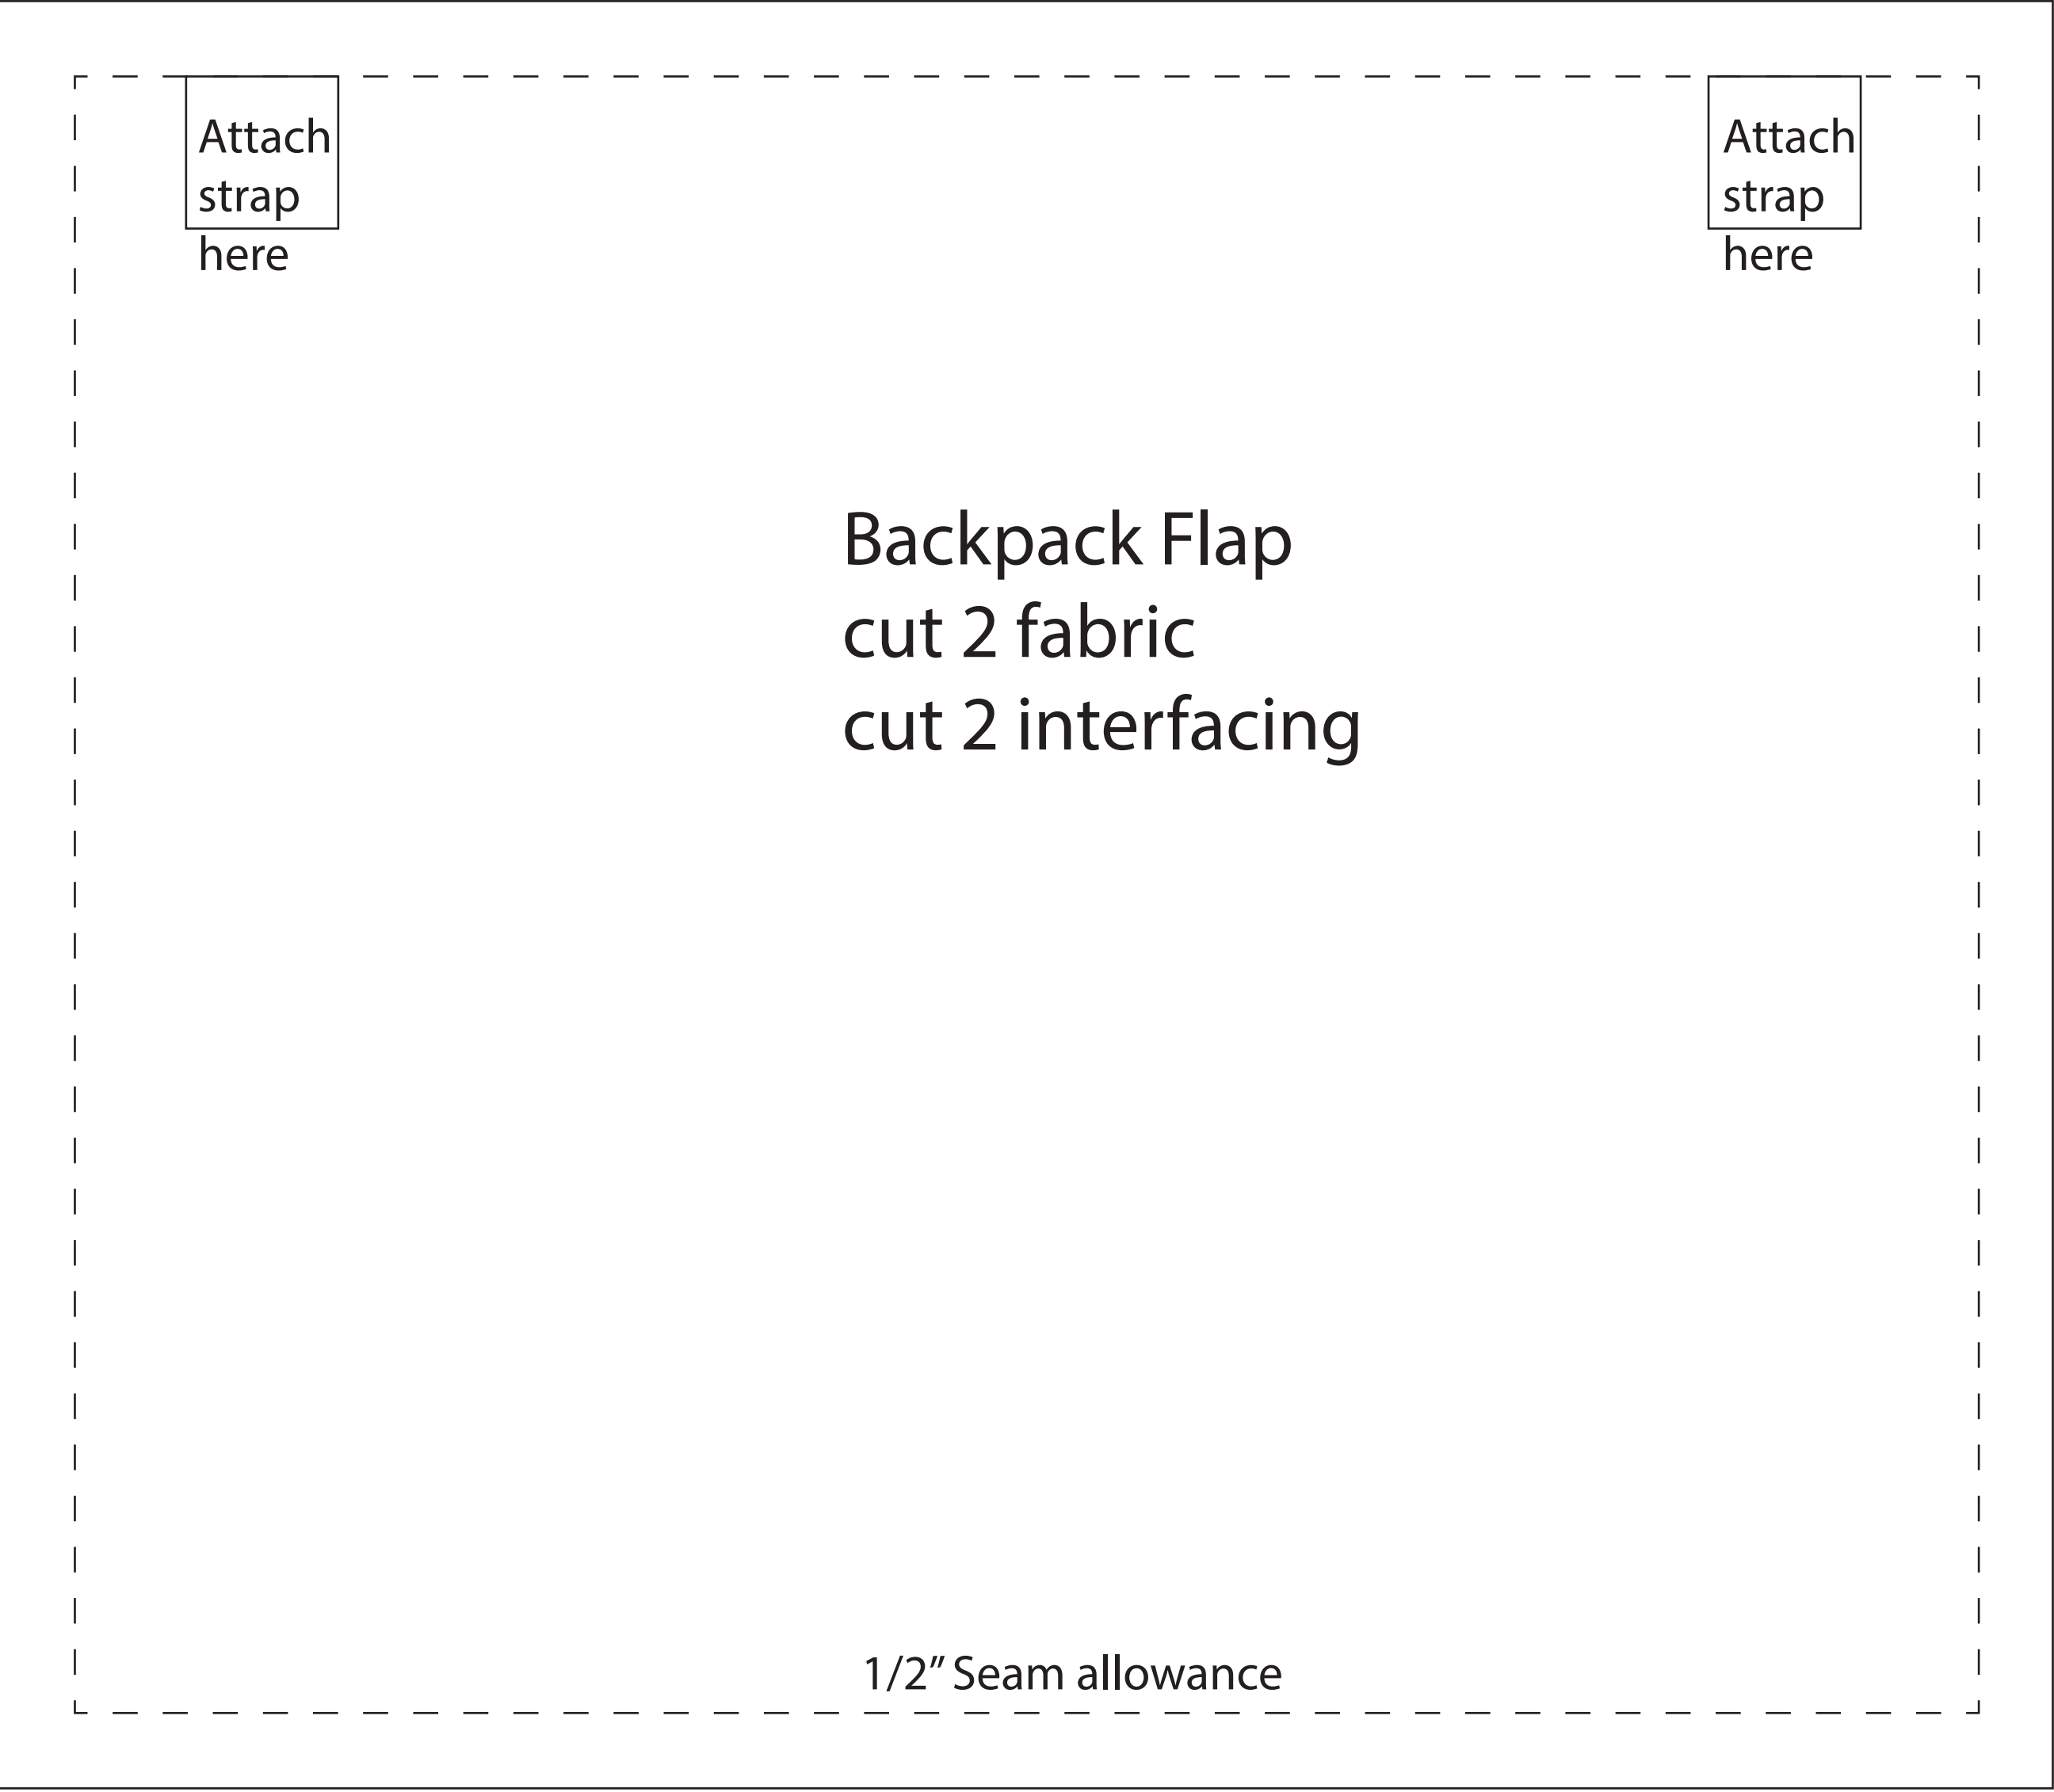 Attach
strap
here
Attach
strap
here
Backpack Flap
cut 2 fabric
cut 2 interfacing
1/2” Seam allowance